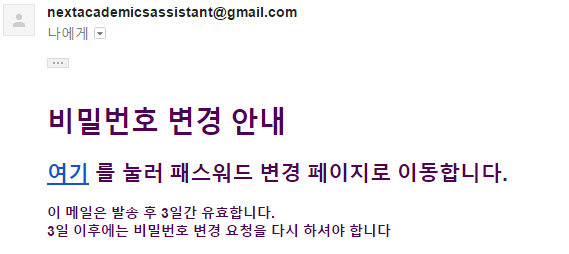 nextacademicsassistant@gmail.com
나에게
비밀번호 변경 안내
여기 를 눌러 패스워드 변경 페이지로 이동합니다.
이 메일은 발송 후 3일간 유효합니다.
3일 이후에는 비밀번호 변경 요청을 다시 하셔야 합니다